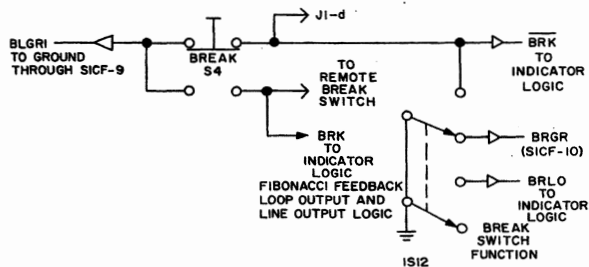 J1-d
BLGRI
TO GROUND
THROUGH SICF-9
BREAK
S4
BRK
TO
INDICATOR
LOGIC
TO
REMOTE
BREAK
SWITCH
BRK
TO
INDICATOR
LOGIC
FIBONACCI FEEDBACK
LOOP OUTPUT AND
LINE OUTPUT LOGIC
BRGR
(SICF-10)
BRLO
TO INDICATOR
LOGIC
BREAK
SWITCH
FUNCTION
IS12